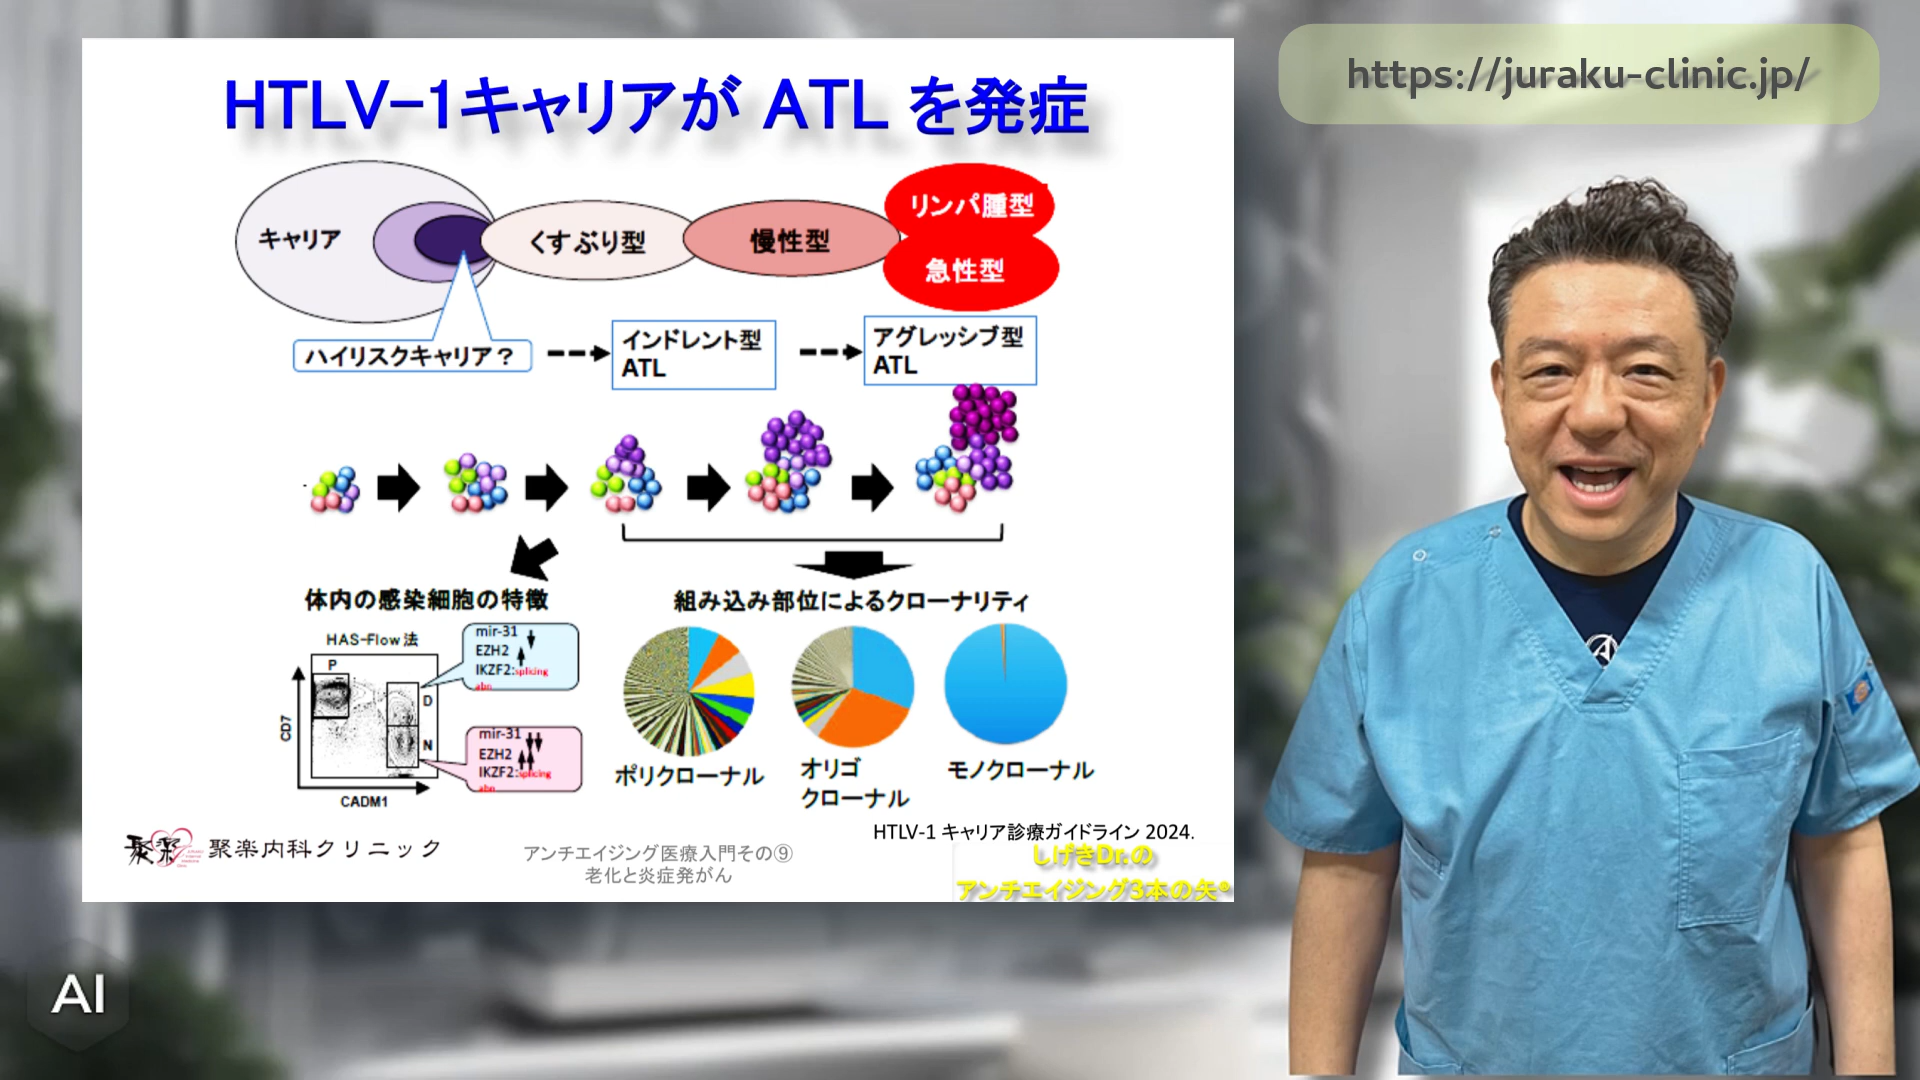 https://juraku-clinic.jp/
HTLV-1キャリアが ATL を発症
キャリア
くすぶり型
慢性型
リンパ腫型
急性型
ハイリスクキャリア？
インドレント型
ATL
アグレッシブ型
ATL
体内の感染細胞の特徴
組み込み部位によるクローナリティ
HAS-Flow 法
P
D
N
CD7
CADM1
mir-31
EZH2
IKZF2:splicing
abn
mir-31
EZH2
IKZF2:splicing
abn
ポリクローナル
オリゴ
クローナル
モノクローナル
HTLV-1 キャリア診療ガイドライン 2024.
聚楽内科クリニック
アンチエイジング医療入門その⑨
老化と炎症発がん
しげきDr.の
アンチエイジング3本の矢®
AI